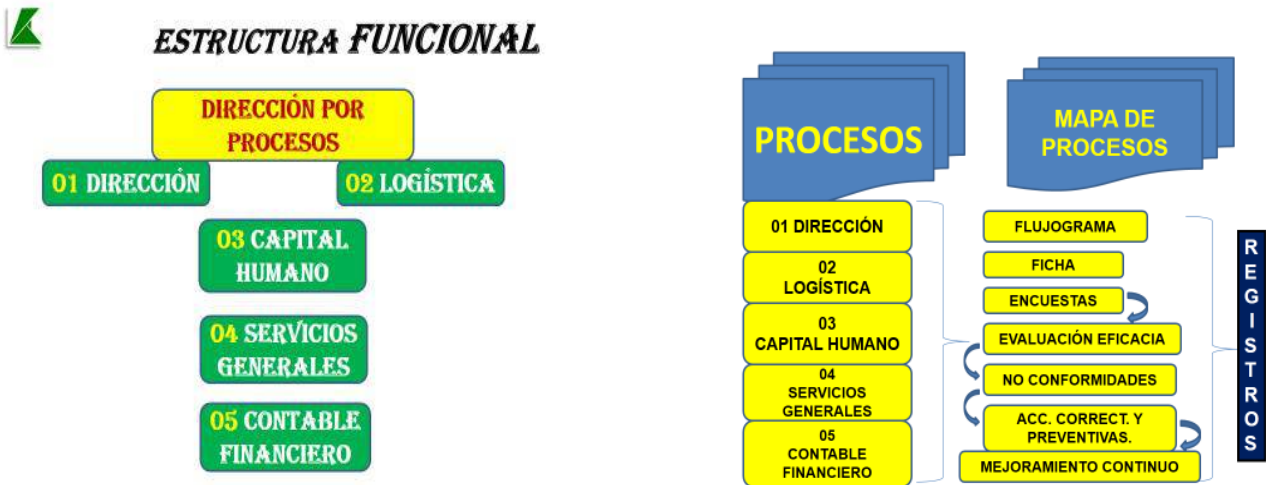 ESTRUCTURA FUNCIONAL
DIRECCIÓN POR
PROCESOS
01 DIRECCIÓN
02 LOGÍSTICA
03 CAPITAL
HUMANO
04 SERVICIOS
GENERALES
05 CONTABLE
FINANCIERO
PROCESOS
01 DIRECCIÓN
02
LOGÍSTICA
03
CAPITAL HUMANO
04
SERVICIOS
GENERALES
05
CONTABLE
FINANCIERO
MAPA DE
PROCESOS
FLUJOGRAMA
FICHA
ENCUESTAS
EVALUACIÓN EFICACIA
NO CONFORMIDADES
ACC. CORRECT. Y
PREVENTIVAS.
MEJORAMIENTO CONTINUO
REGISTROS